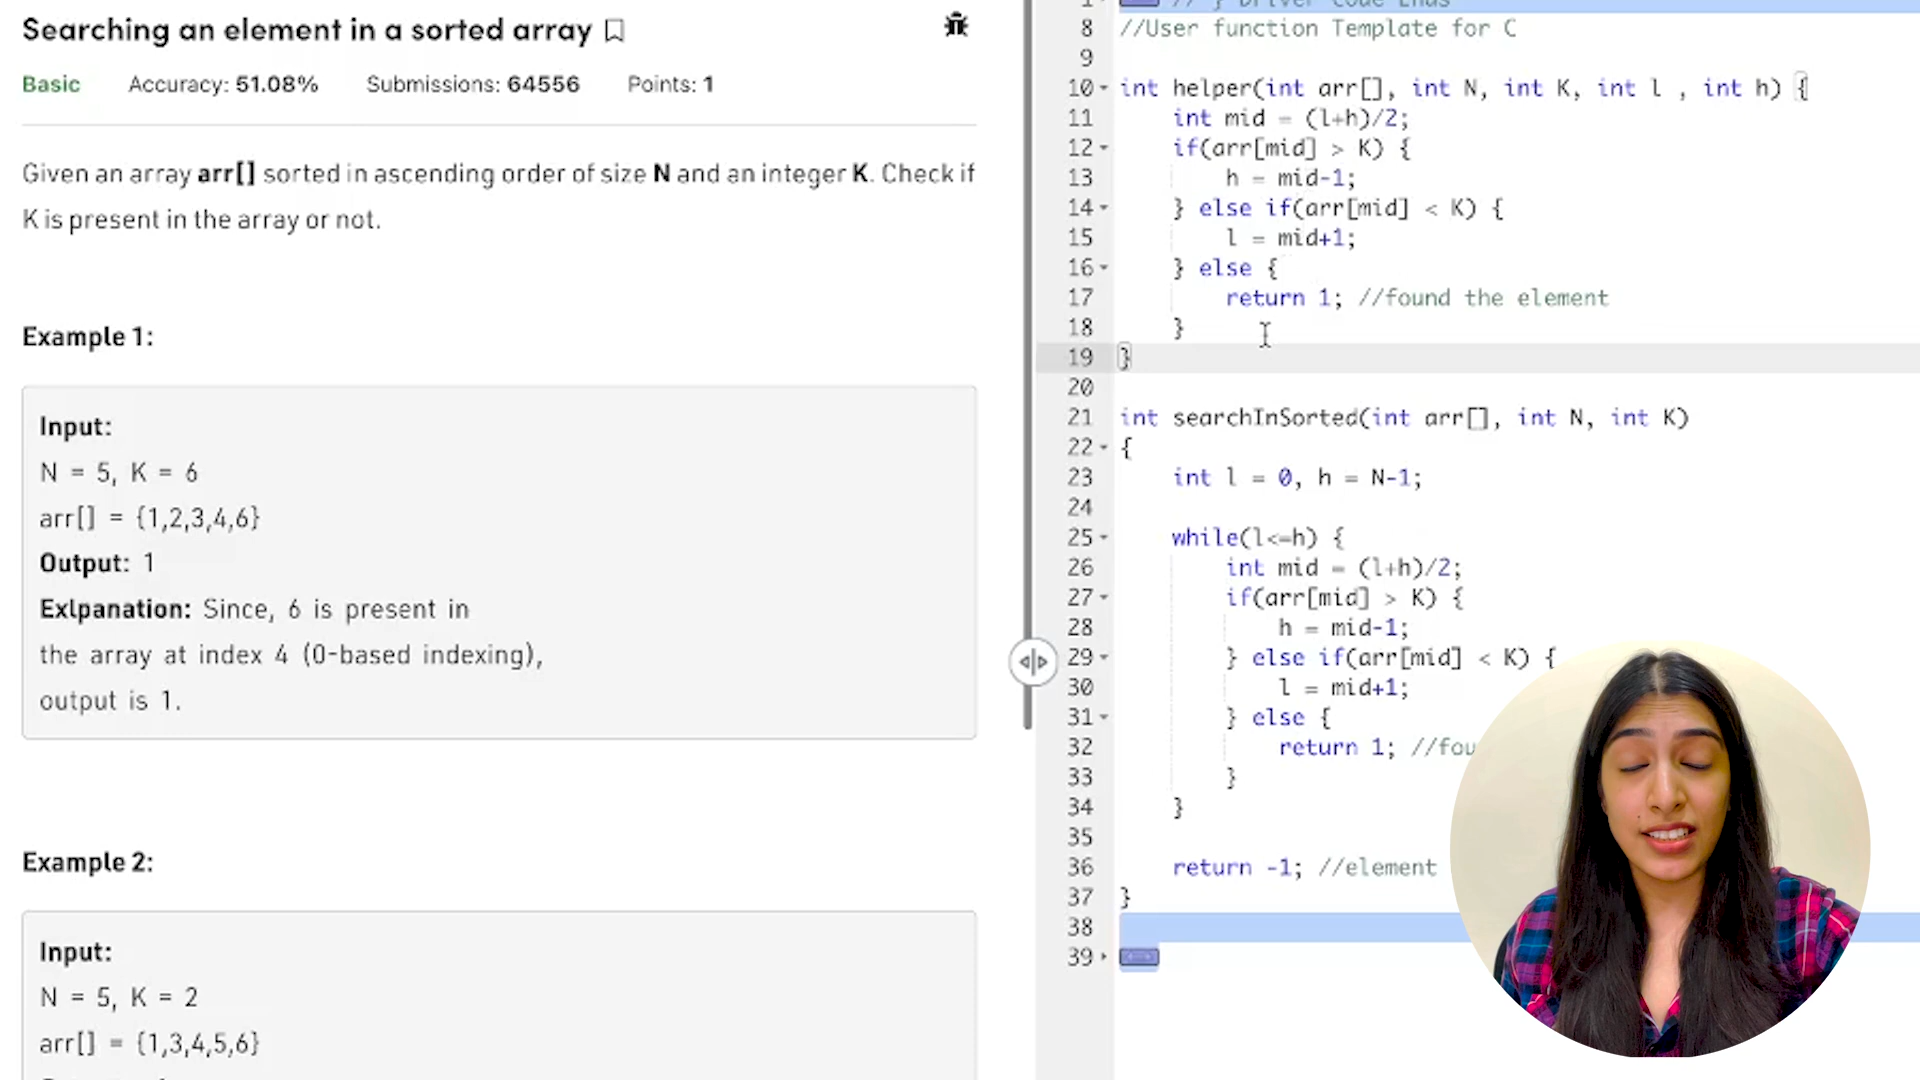 Searching an element in a sorted array
Basic Accuracy: 51.08% Submissions: 64556 Points: 1
Given an array arr[] sorted in ascending order of size N and an integer K. Check if
K is present in the array or not.
Example 1:
Input:
N = 5, K = 6
arr[] = {1,2,3,4,6}
Output: 1
Exlpanation: Since, 6 is present in
the array at index 4 (0-based indexing),
output is 1.
Example 2:
Input:
N = 5, K = 2
arr[] = {1,3,4,5,6}
1 // } Driver Code Ends
8 //User function Template for C
9
10 int helper(int arr[], int N, int K, int l , int h) {
11 int mid = (l+h)/2;
12 if(arr[mid] > K) {
13 h = mid-1;
14 } else if(arr[mid] < K) {
15 l = mid+1;
16 } else {
17 return 1; //found the element
18 }
19 }
20
21 int searchInSorted(int arr[], int N, int K)
22 {
23 int l = 0, h = N-1;
24
25 while(l<=h) {
26 int mid = (l+h)/2;
27 if(arr[mid] > K) {
28 h = mid-1;
29 } else if(arr[mid] < K) {
30 l = mid+1;
31 } else {
32 return 1; //fou
33 }
34 }
35
36 return -1; //element
37 }
38
39